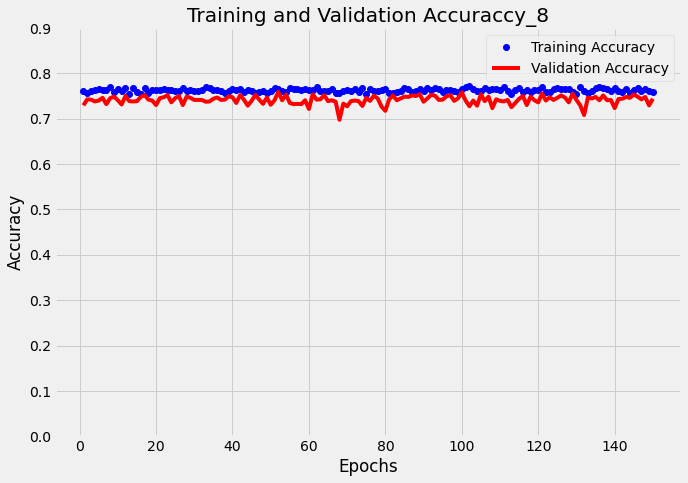 Training and Validation Accuraccy_8
Training Accuracy
Validation Accuracy
Accuracy
0.9
0.8
0.7
0.6
0.5
0.4
0.3
0.2
0.1
0.0
0 20 40 60 80 100 120 140
Epochs